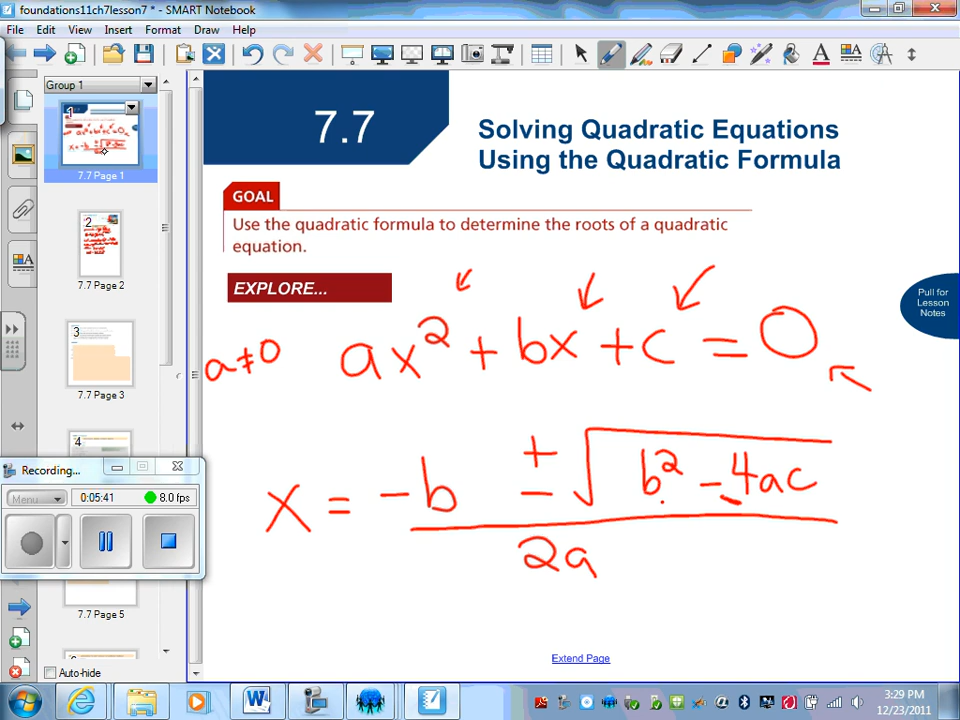 foundations11ch7lesson7 * - SMART Notebook
File Edit View Insert Format Draw Help
Group 1
1
7.7 Page 1
2
7.7 Page 2
3
7.7 Page 3
4
7.7 Page 5
Auto-hide
Recording...
Menu
0:05:41
8.0 fps
7.7
Solving Quadratic Equations
Using the Quadratic Formula
GOAL
Use the quadratic formula to determine the roots of a quadratic
equation.
EXPLORE...
Pull for
Lesson
Notes
a≠0 ax² + bx + c = 0
x = -b ± √(b² - 4ac)
2a
Extend Page
3:29 PM
12/23/2011